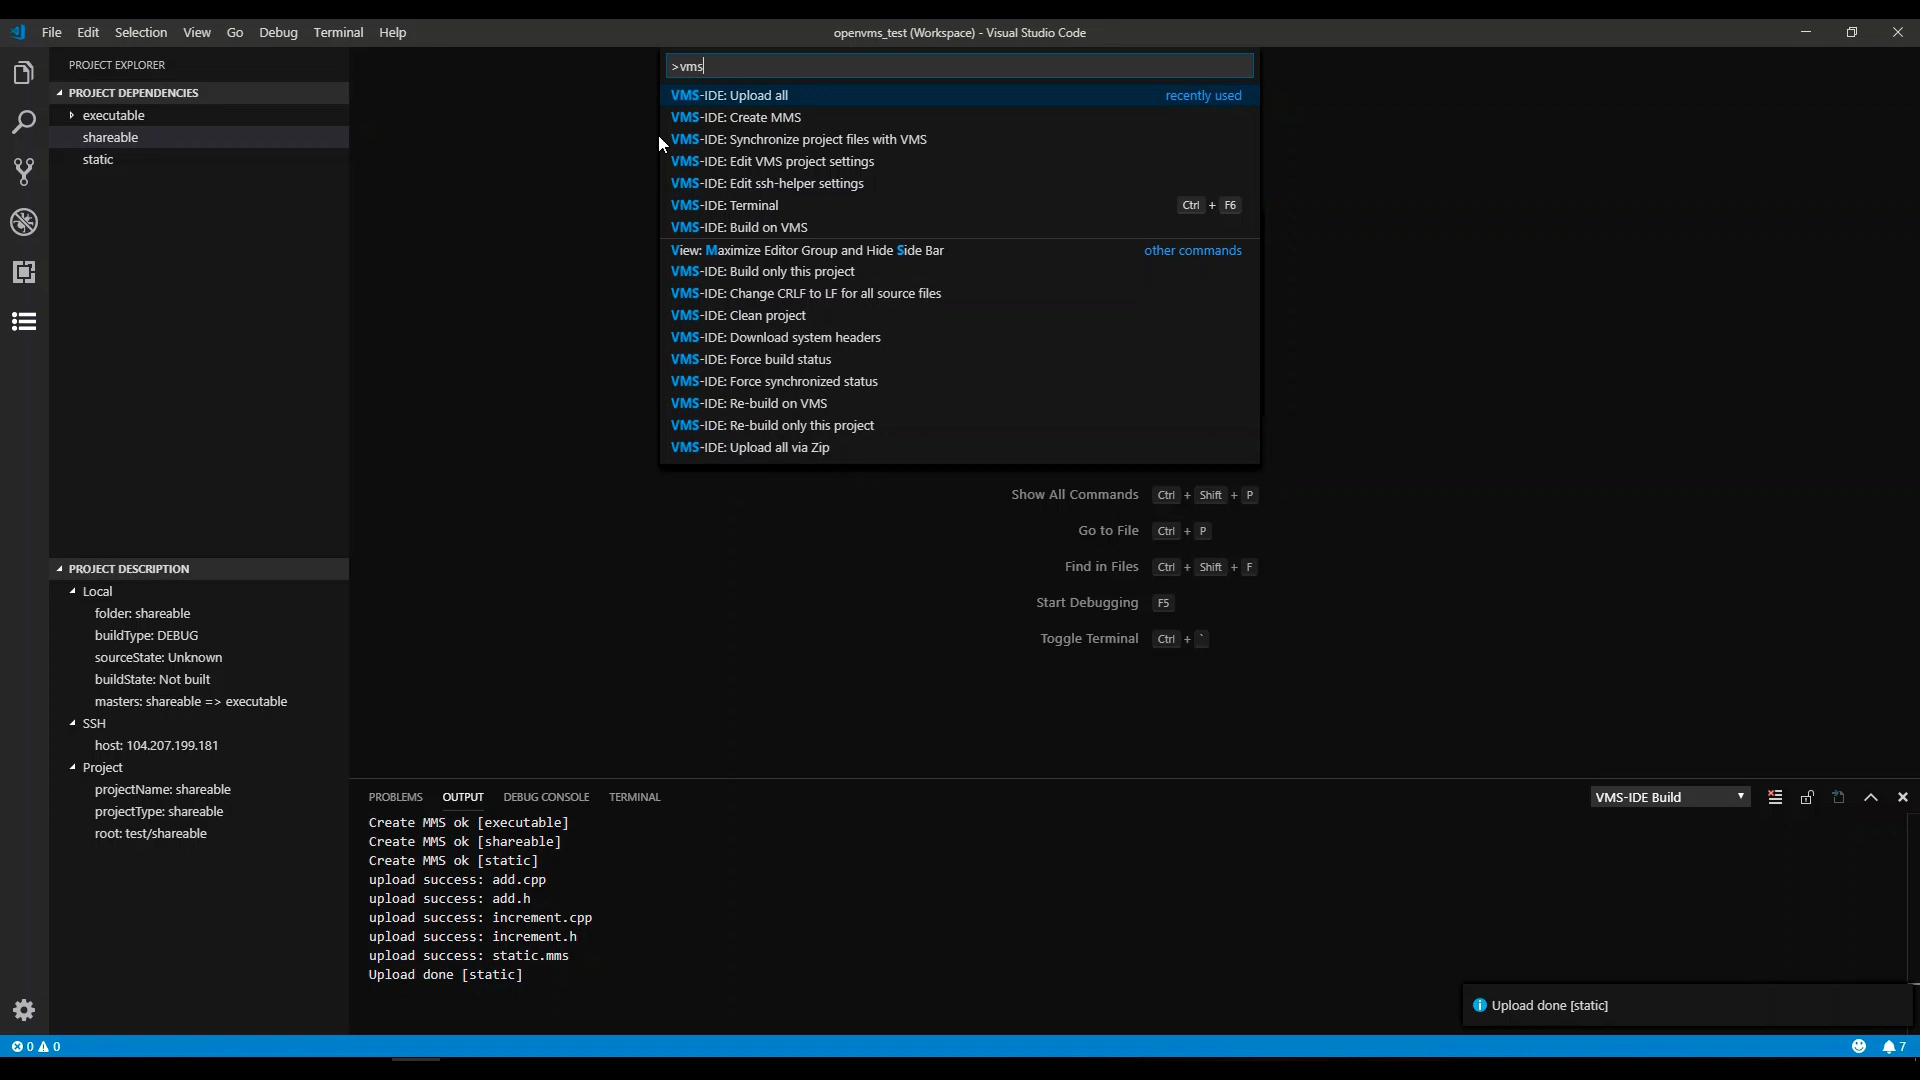 File Edit Selection View Go Debug Terminal Help
openvms_test (Workspace) - Visual Studio Code
PROJECT EXPLORER
PROJECT DEPENDENCIES
executable
shareable
static
>vms
VMS-IDE: Upload all recently used
VMS-IDE: Create MMS
VMS-IDE: Synchronize project files with VMS
VMS-IDE: Edit VMS project settings
VMS-IDE: Edit ssh-helper settings
VMS-IDE: Terminal Ctrl + F6
VMS-IDE: Build on VMS
View: Maximize Editor Group and Hide Side Bar other commands
VMS-IDE: Build only this project
VMS-IDE: Change CRLF to LF for all source files
VMS-IDE: Clean project
VMS-IDE: Download system headers
VMS-IDE: Force build status
VMS-IDE: Force synchronized status
VMS-IDE: Re-build on VMS
VMS-IDE: Re-build only this project
VMS-IDE: Upload all via Zip
Show All Commands Ctrl + Shift + P
Go to File Ctrl + P
Find in Files Ctrl + Shift + F
Start Debugging F5
Toggle Terminal Ctrl + `
PROJECT DESCRIPTION
Local
folder: shareable
buildType: DEBUG
sourceState: Unknown
buildState: Not built
masters: shareable => executable
SSH
host: 104.207.199.181
Project
projectName: shareable
projectType: shareable
root: test/shareable
PROBLEMS OUTPUT DEBUG CONSOLE TERMINAL
VMS-IDE Build
Create MMS ok [executable]
Create MMS ok [shareable]
Create MMS ok [static]
upload success: add.cpp
upload success: add.h
upload success: increment.cpp
upload success: increment.h
upload success: static.mms
Upload done [static]
Upload done [static]
0 0
7